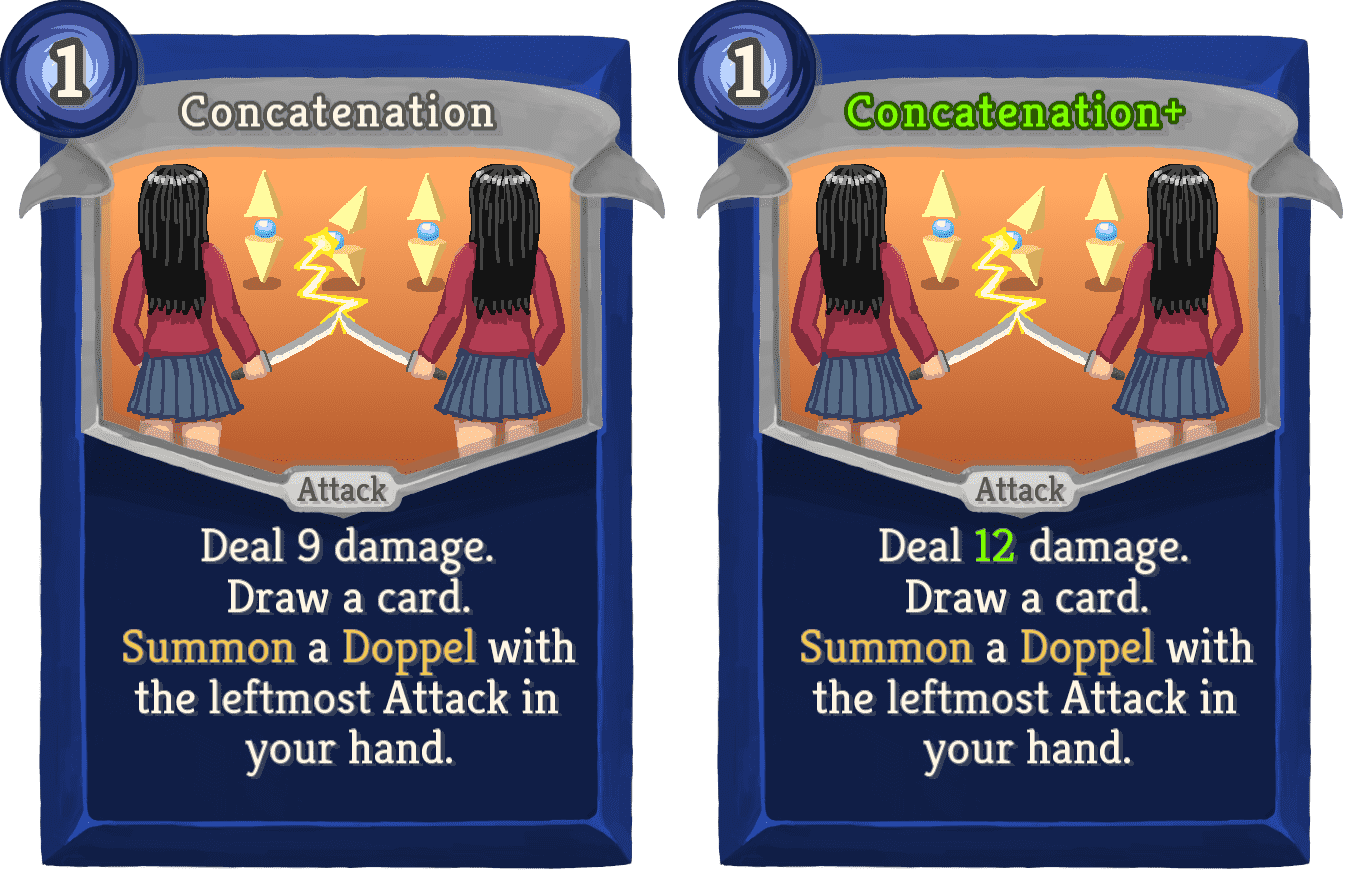 1
Concatenation
Attack
Deal 9 damage.
Draw a card.
Summon a Doppel with
the leftmost Attack in
your hand.
1
Concatenation+
Attack
Deal 12 damage.
Draw a card.
Summon a Doppel with
the leftmost Attack in
your hand.